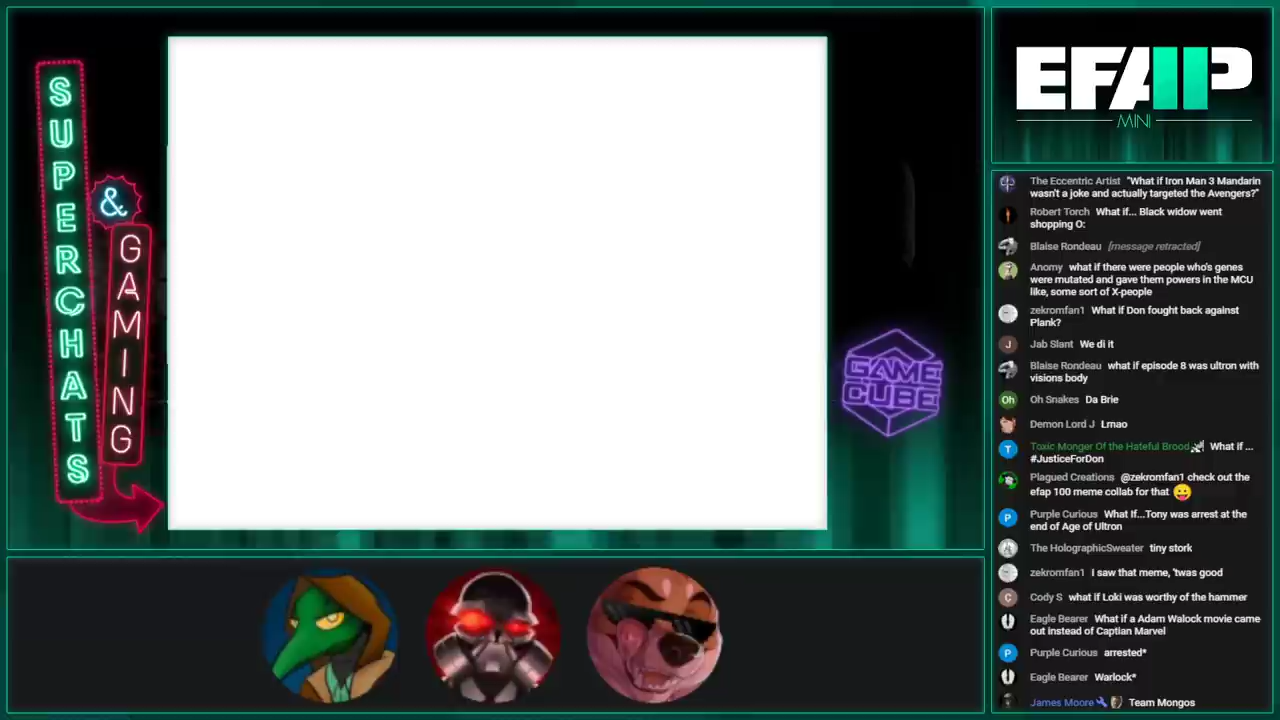 SUPERCHATS
&
GAMING
GAME
CUBE
EFAP
MINI
The Eccentric Artist "What if Iron Man 3 Mandarin
wasn't a joke and actually targeted the Avengers?"
Robert Torch What if... Black widow went
shopping O:
Blaise Rondeau [message retracted]
Anomy what if there were people who's genes
were mutated and gave them powers in the MCU
like, some sort of X-people
zekromfan1 What if Don fought back against
Plank?
J
Jab Slant We di it
Blaise Rondeau what if episode 8 was ultron with
visions body
Oh
Oh Snakes Da Brie
Demon Lord J Lmao
T
Toxic Monger Of the Hateful Brood What if ...
#JusticeForDon
Plagued Creations @zekromfan1 check out the
efap 100 meme collab for that
P
Purple Curious What If...Tony was arrest at the
end of Age of Ultron
The HolographicSweater tiny stork
zekromfan1 I saw that meme, 'twas good
C
Cody S what if Loki was worthy of the hammer
Eagle Bearer What if a Adam Walock movie came
out instead of Captian Marvel
P
Purple Curious arrested*
Eagle Bearer Warlock*
James Moore Team Mongos